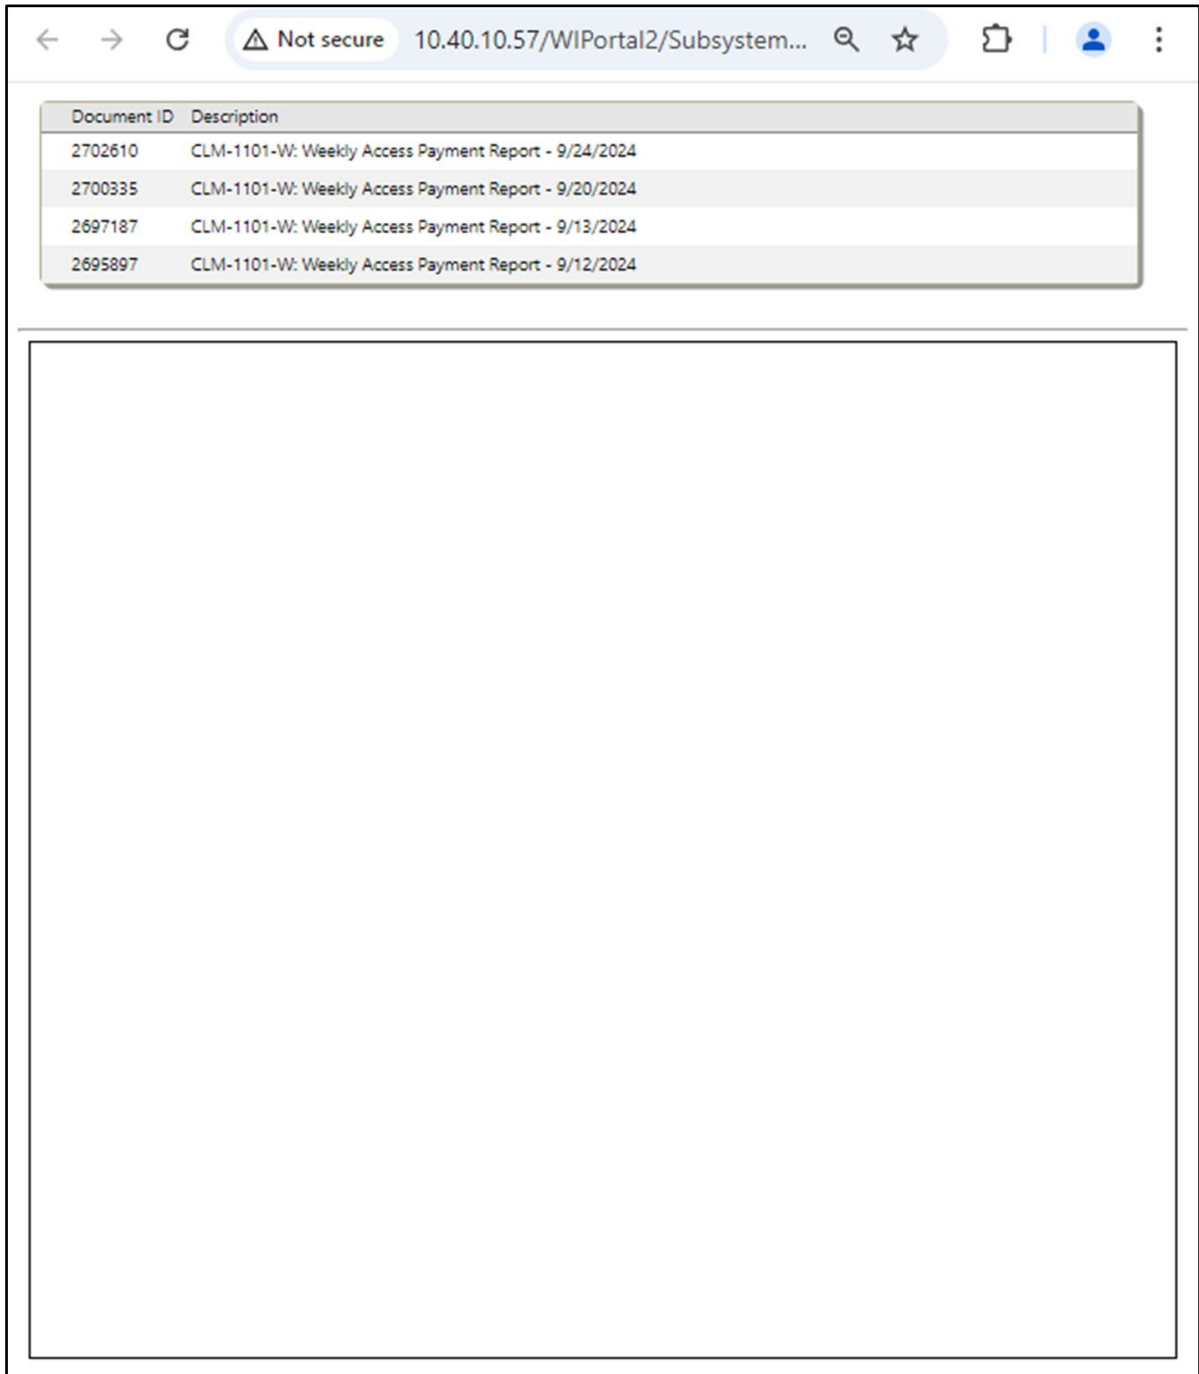 Not secure 10.40.10.57/WIPortal2/Subsystem...
Document ID Description
2702610 CLM-1101-W: Weekly Access Payment Report - 9/24/2024
2700335 CLM-1101-W: Weekly Access Payment Report - 9/20/2024
2697187 CLM-1101-W: Weekly Access Payment Report - 9/13/2024
2695897 CLM-1101-W: Weekly Access Payment Report - 9/12/2024